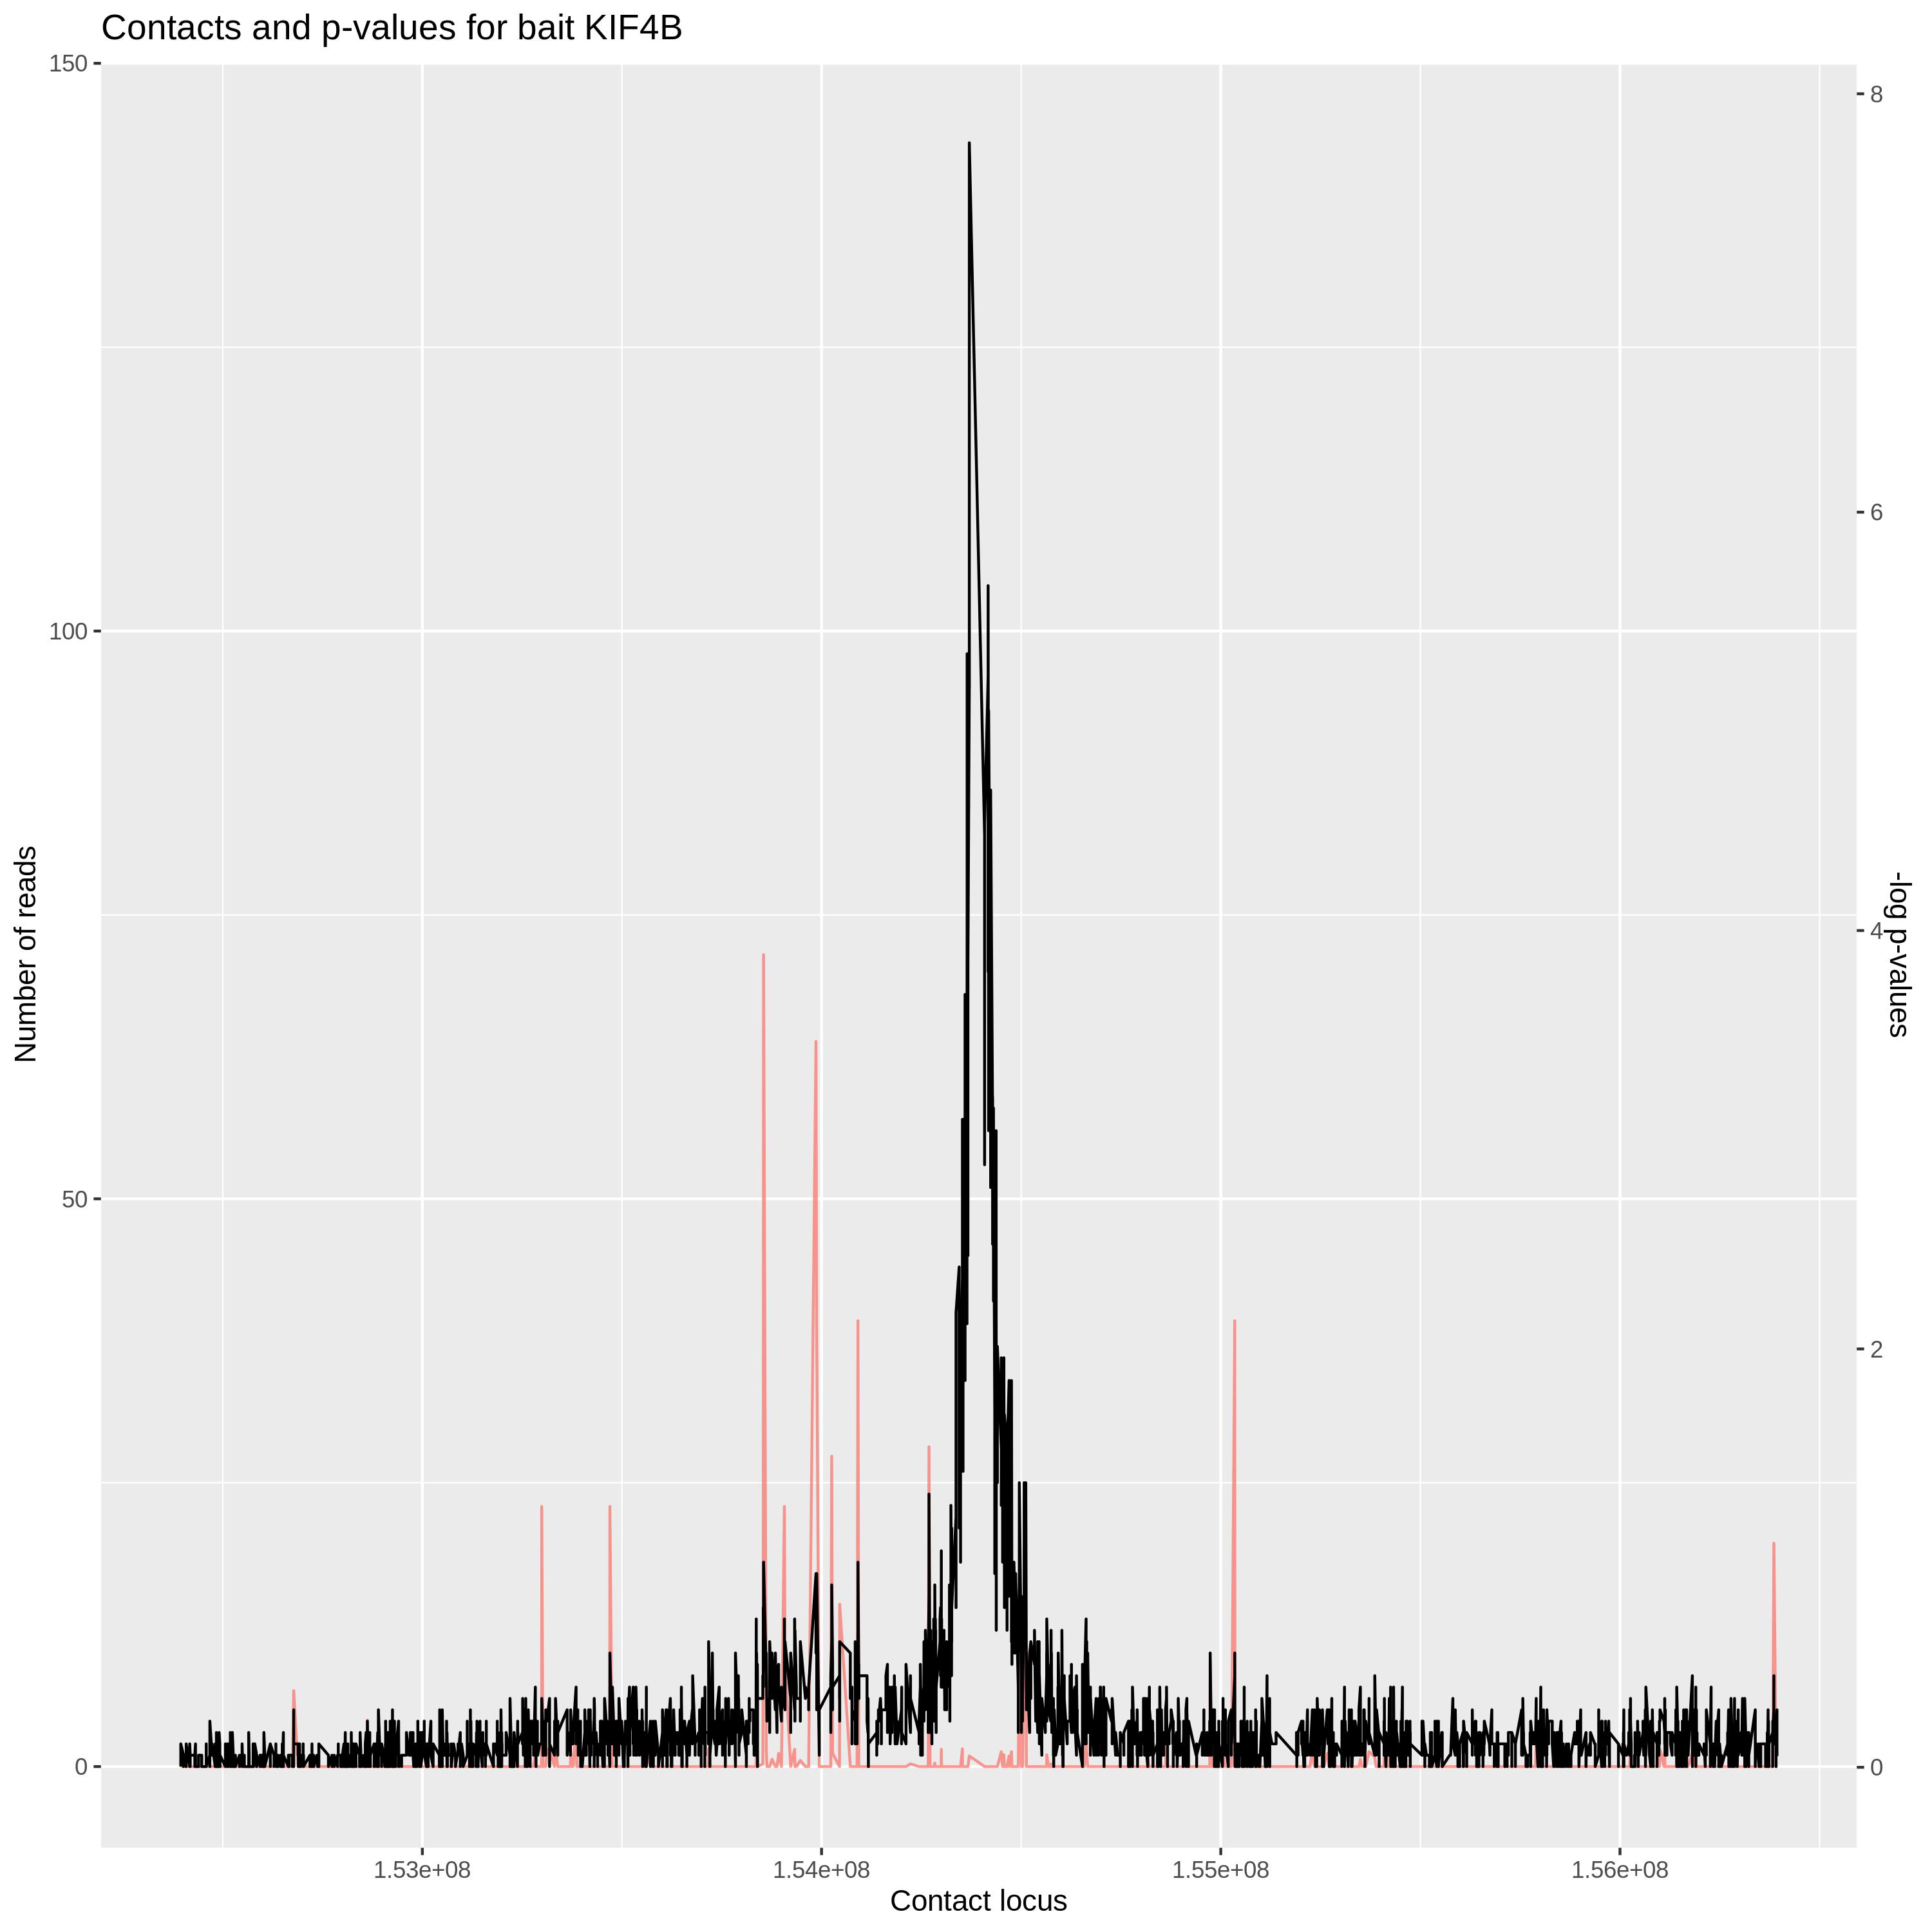 Contacts and p-values for bait KIF4B
150
100
50
0
Number of reads
8
6
4
2
0
-log p-values
1.53e+08
1.54e+08
1.55e+08
1.56e+08
Contact locus